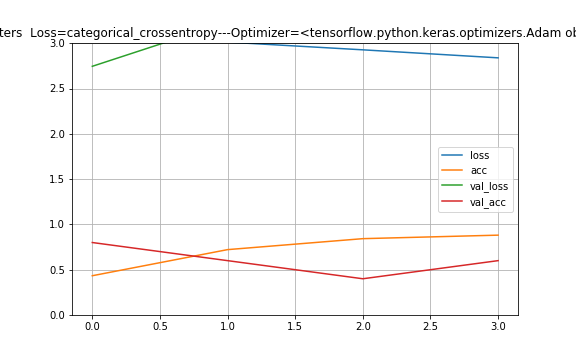 ters  Loss=categorical_crossentropy---Optimizer=<tensorflow.python.keras.optimizers.Adam ob
3.0
2.5
2.0
1.5
1.0
0.5
0.0
loss
acc
val_loss
val_acc
0.0 0.5 1.0 1.5 2.0 2.5 3.0